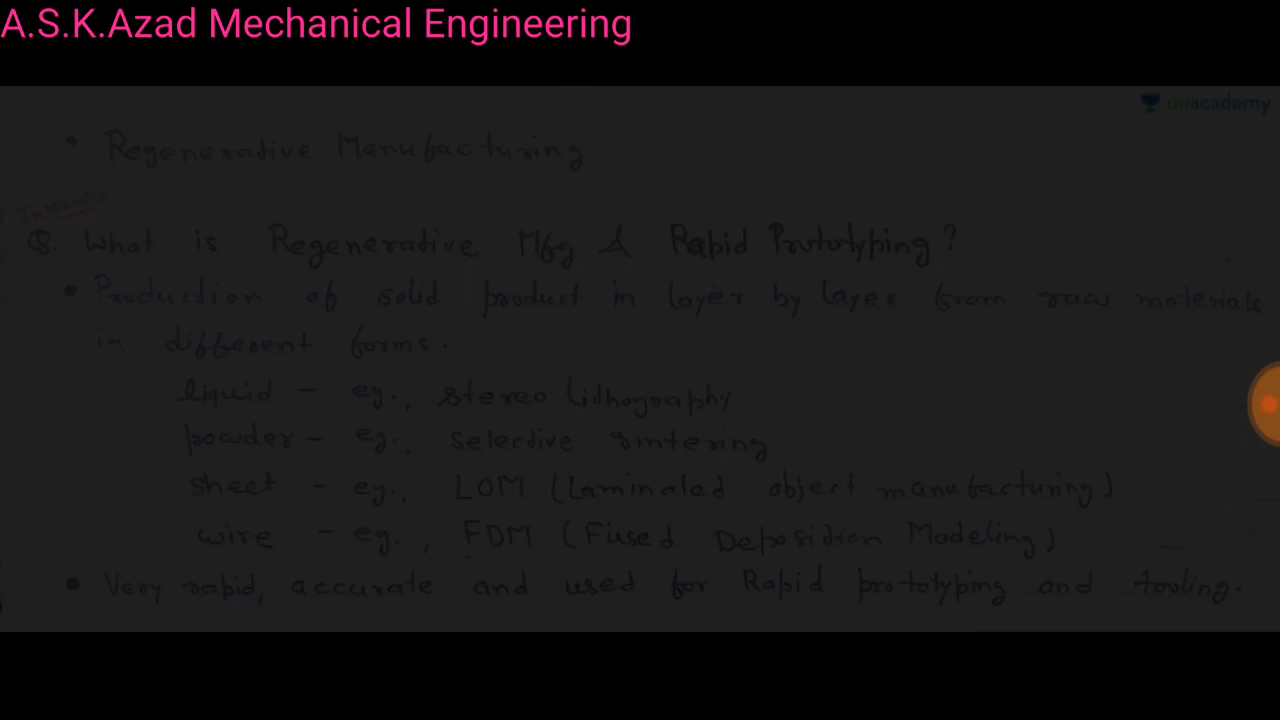 A.S.K.Azad Mechanical Engineering
unacademy
• Regenerative Manufacturing
Q. What is Regenerative Mfg & Rapid Prototyping?
• Production of solid product in layer by layer from raw materials
in different forms.
liquid - eg., stereo lithography
powder - eg., selective sintering
sheet - eg., LOM (Laminated object manufacturing)
wire - eg., FDM (Fused Deposition Modeling)
• Very rapid, accurate and used for Rapid prototyping and tooling.